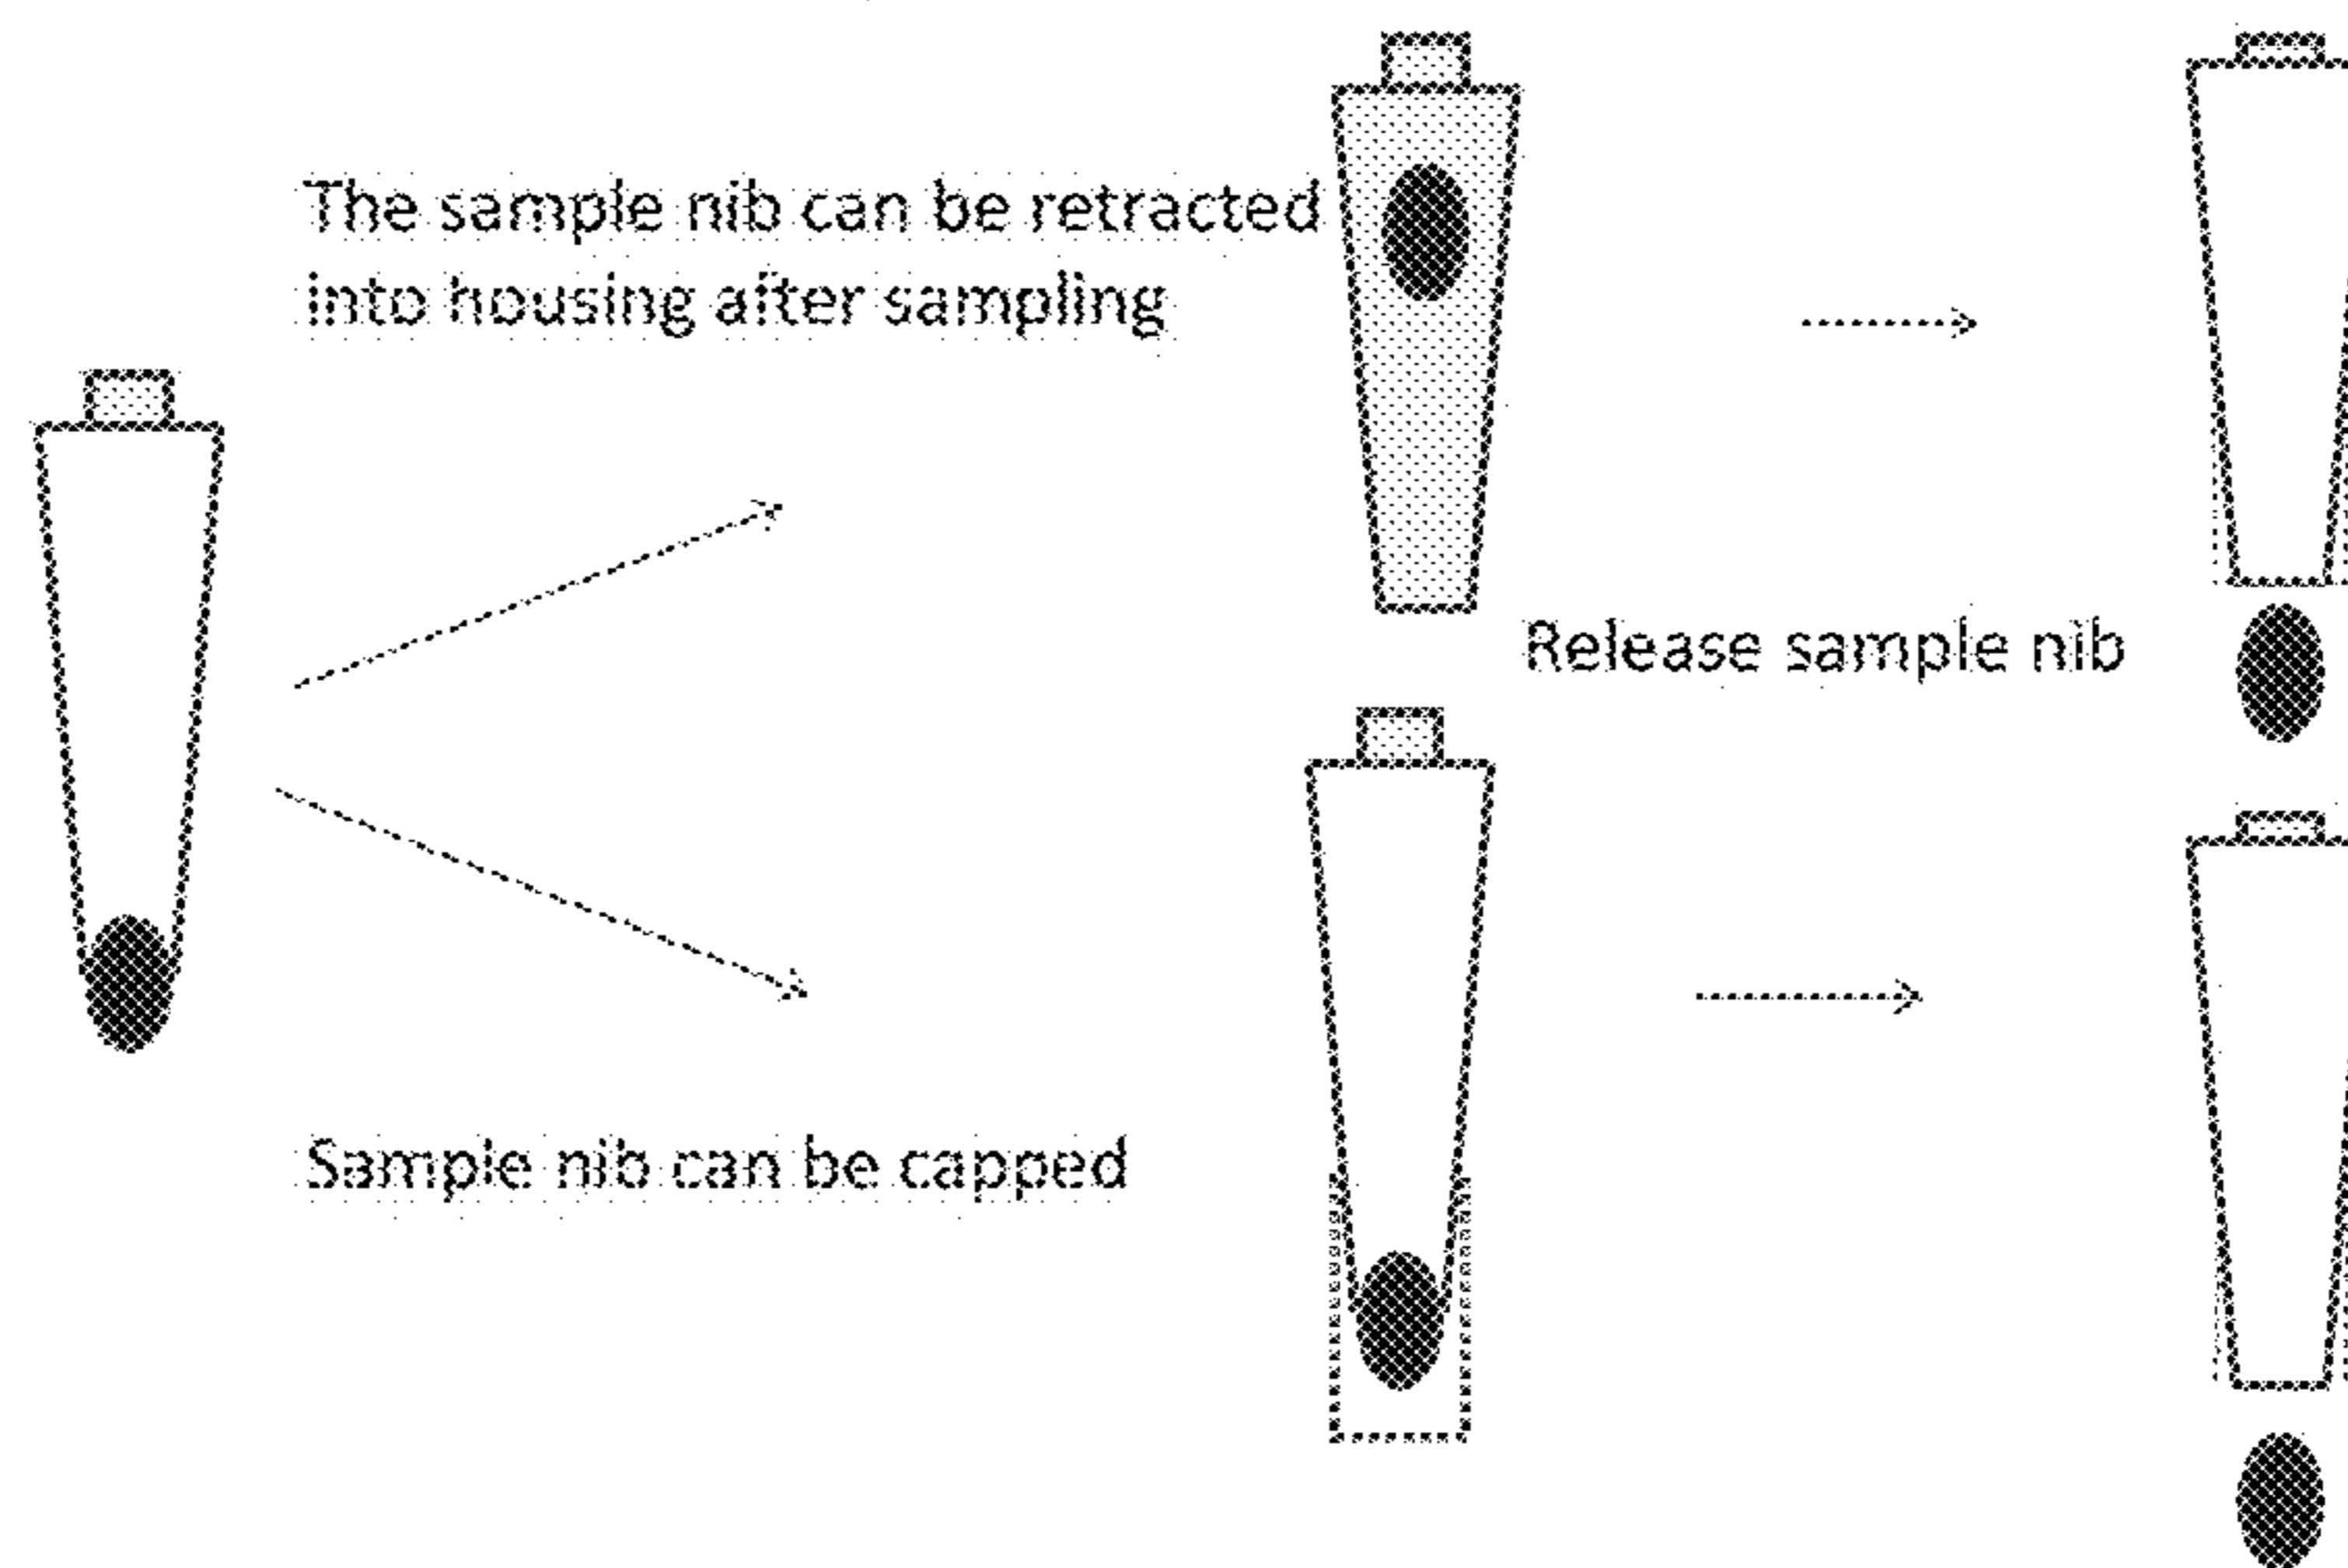 The sample nib can be retracted
into housing after sampling
Release sample nib
Sample nib can be capped